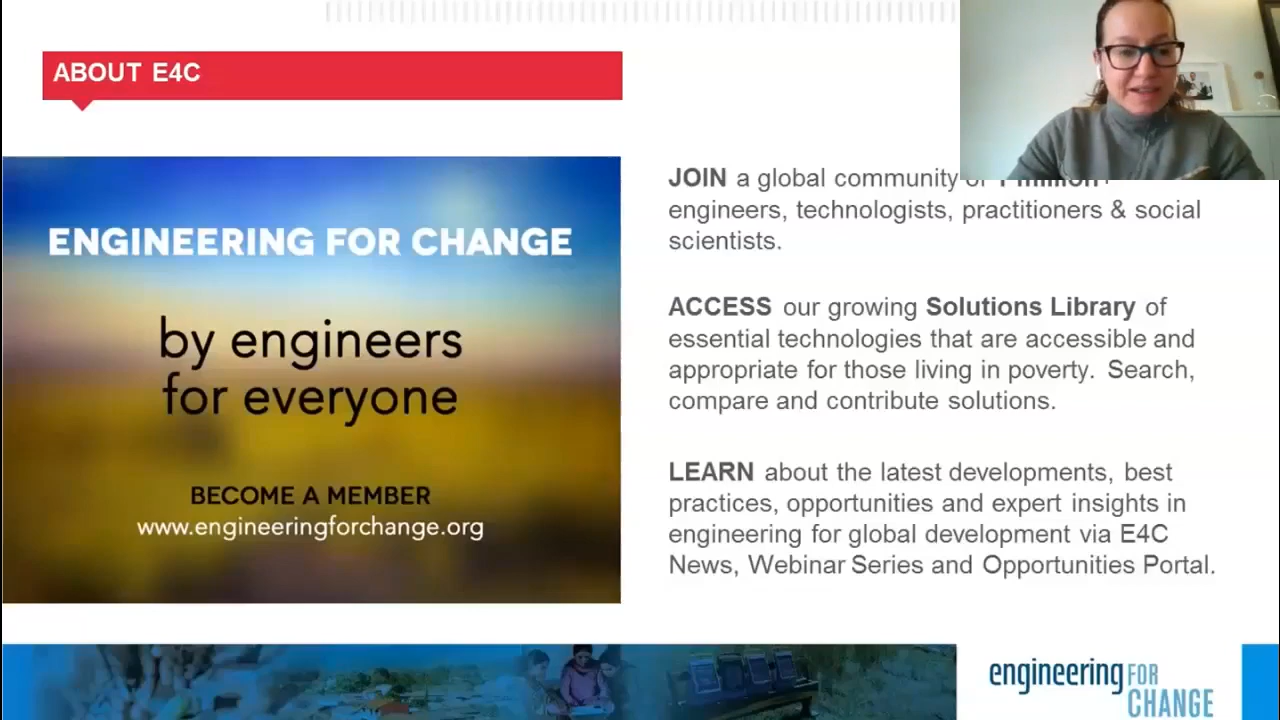 ABOUT E4C
ENGINEERING FOR CHANGE
by engineers
for everyone
BECOME A MEMBER
www.engineeringforchange.org
JOIN a global community of 1 million+
engineers, technologists, practitioners & social
scientists.
ACCESS our growing Solutions Library of
essential technologies that are accessible and
appropriate for those living in poverty. Search,
compare and contribute solutions.
LEARN about the latest developments, best
practices, opportunities and expert insights in
engineering for global development via E4C
News, Webinar Series and Opportunities Portal.
engineering FOR
CHANGE